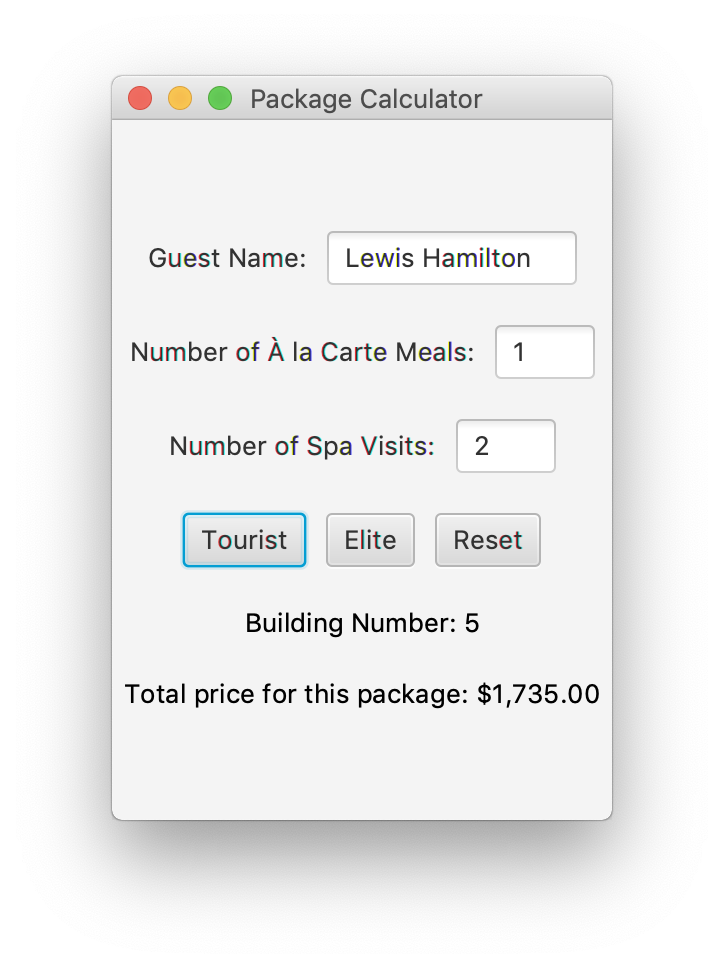 Package Calculator
Guest Name: Lewis Hamilton
Number of À la Carte Meals: 1
Number of Spa Visits: 2
Tourist Elite Reset
Building Number: 5
Total price for this package: $1,735.00